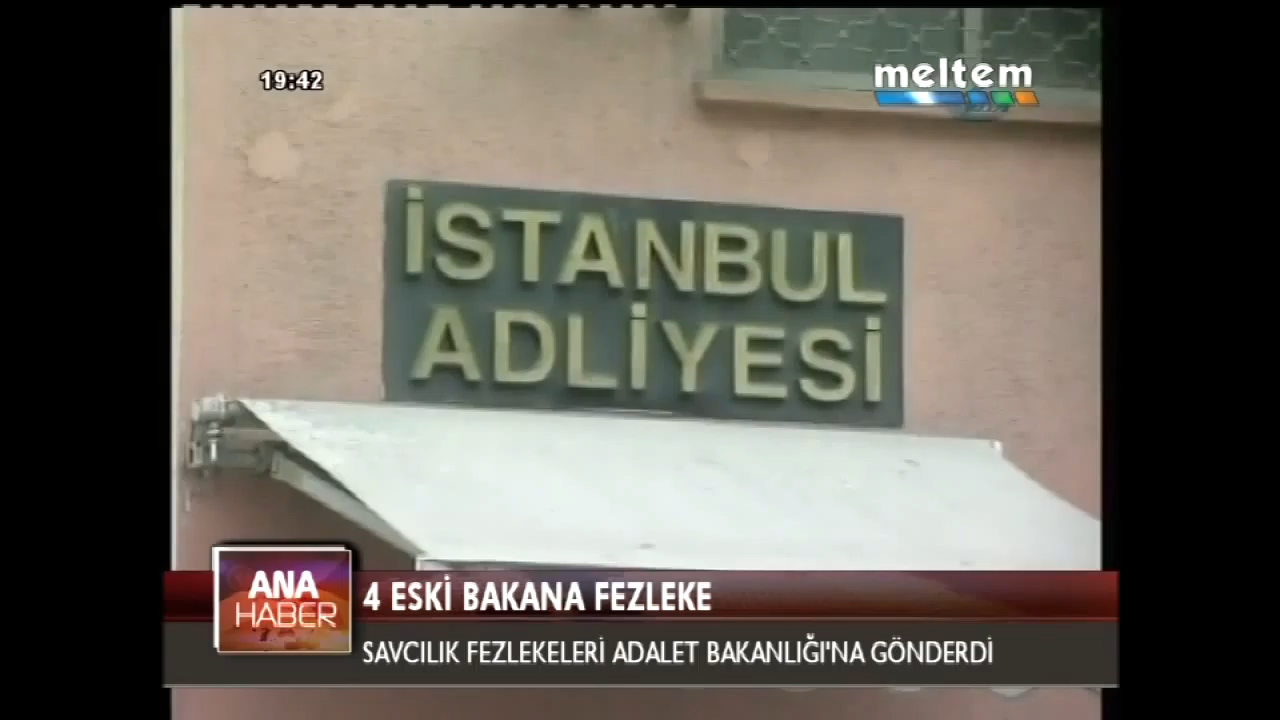 19:42
meltem
İSTANBUL
ADLİYESİ
ANA
HABER
4 ESKİ BAKANA FEZLEKE
SAVCILIK FEZLEKELERİ ADALET BAKANLIĞI'NA GÖNDERDİ